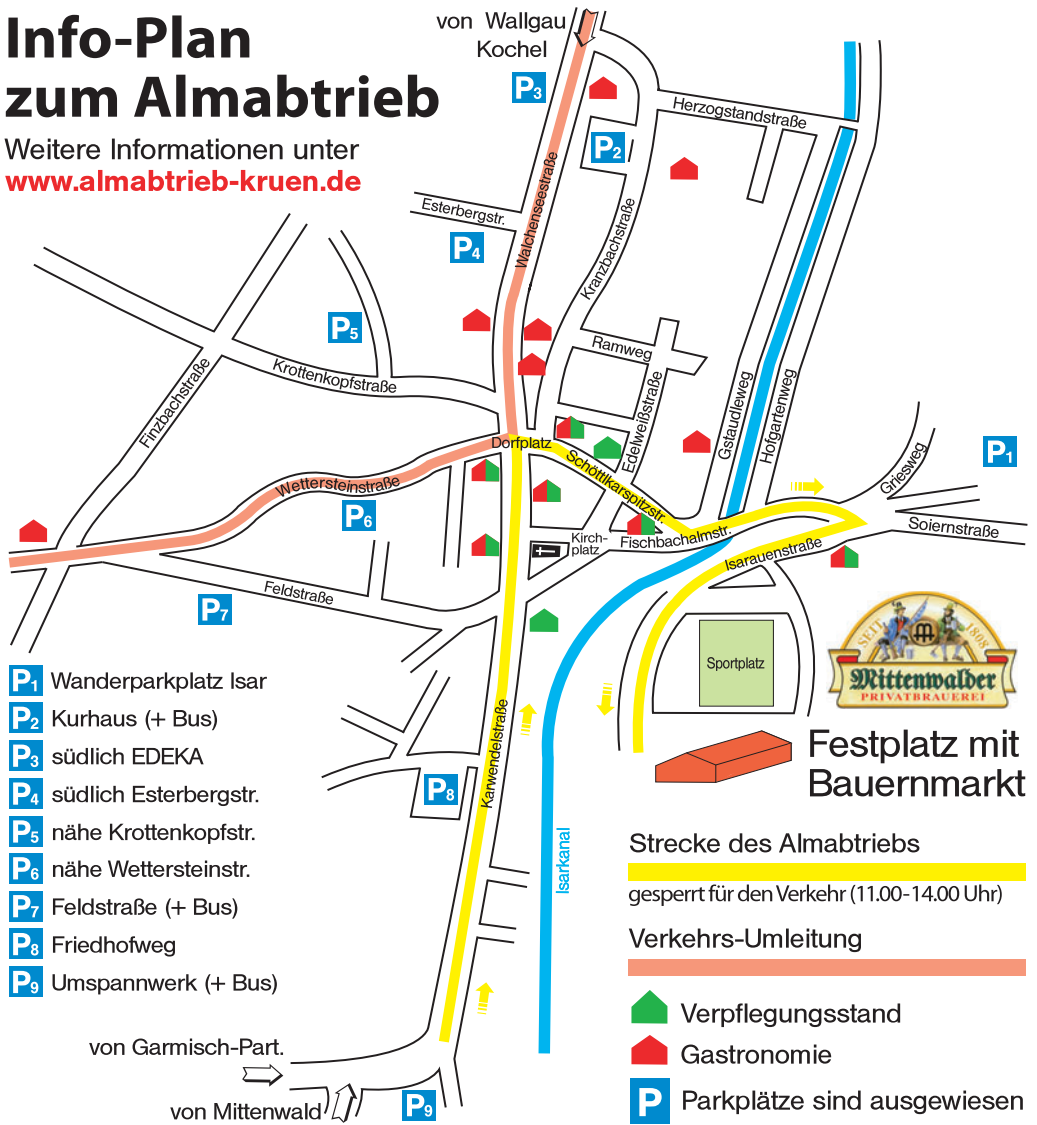 Info-Plan
zum Almabtrieb
Weitere Informationen unter
www.almabtrieb-kruen.de
von Wallgau
Kochel
P3
P2
Herzogstandstraße
Walchenseestraße
Esterbergstr.
P4
Kranzbachstraße
P5
Ramweg
Krottenkopfstraße
Finzbachstraße
Edelweißstraße
Gstaudleweg
Hofgartenweg
Dorfplatz
Schöttlkarspitzstr.
Griesweg
P1
Wettersteinstraße
P6
Kirch-
platz
Fischbachalmstr.
Soiernstraße
Isarauenstraße
Feldstraße
P7
Sportplatz
SEIT 1808
Mittenwalder
PRIVATBRAUEREI
Karwendelstraße
P8
Isarkanal
Festplatz mit
Bauernmarkt
P1 Wanderparkplatz Isar
P2 Kurhaus (+ Bus)
P3 südlich EDEKA
P4 südlich Esterbergstr.
P5 nähe Krottenkopfstr.
P6 nähe Wettersteinstr.
P7 Feldstraße (+ Bus)
P8 Friedhofweg
P9 Umspannwerk (+ Bus)
von Garmisch-Part.
von Mittenwald
P9
Strecke des Almabtriebs
gesperrt für den Verkehr (11.00-14.00 Uhr)
Verkehrs-Umleitung
Verpflegungsstand
Gastronomie
P Parkplätze sind ausgewiesen